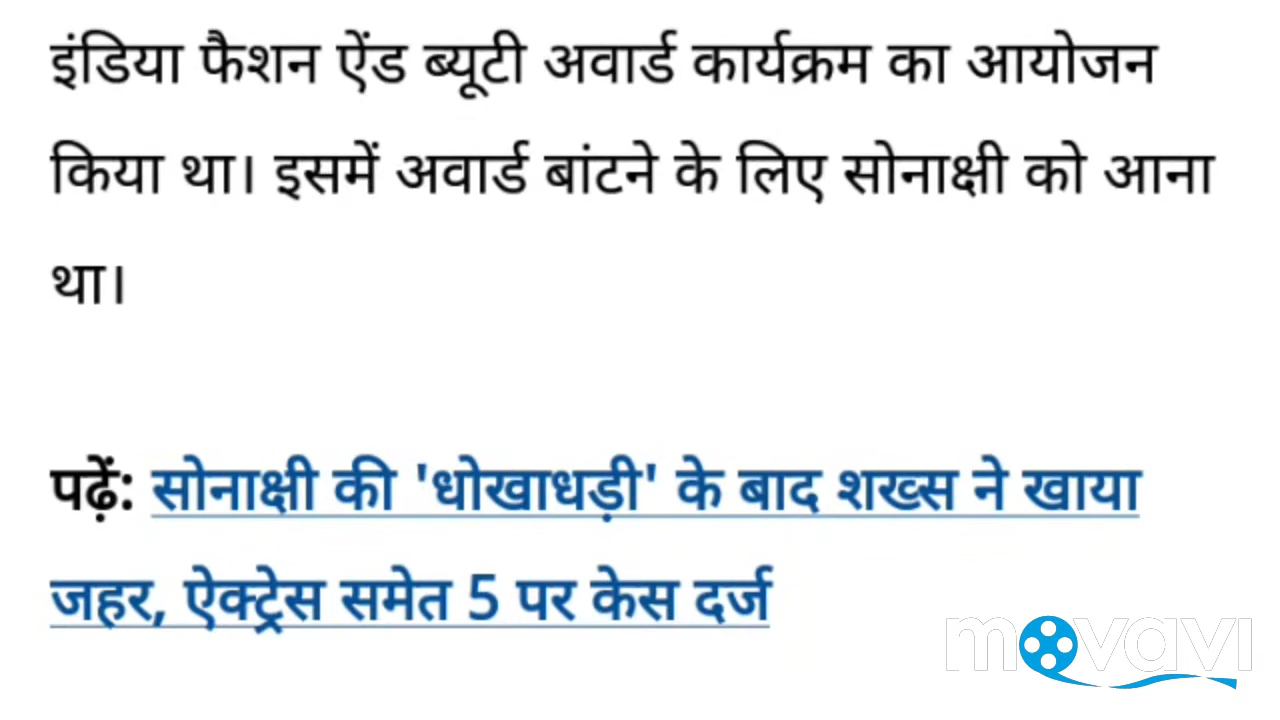 इंडिया फैशन ऐंड ब्यूटी अवार्ड कार्यक्रम का आयोजन
किया था। इसमें अवार्ड बांटने के लिए सोनाक्षी को आना
था।
पढ़ें: सोनाक्षी की 'धोखाधड़ी' के बाद शख्स ने खाया
जहर, ऐक्ट्रेस समेत 5 पर केस दर्ज
movavi